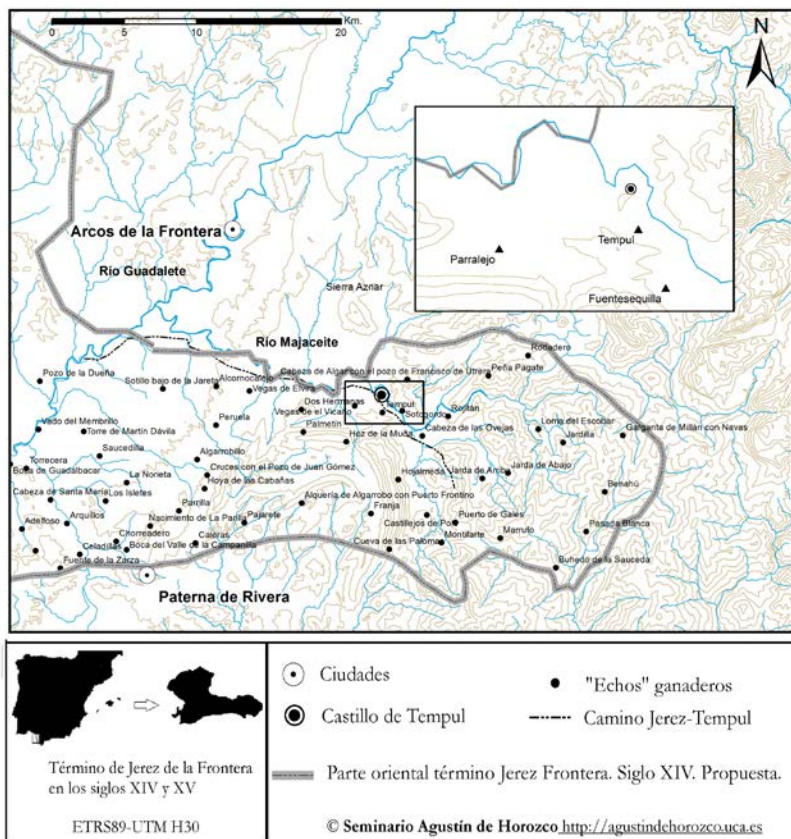 0 5 10 20 Km.
N
Arcos de la Frontera
Río Guadalete
Sierra Aznar
Río Majaceite
Tempul
Parralejo
Fuentesequilla
Rodadero
Cabeza de Algar con el pozo de Francisco de Utrera
Peña Pagate
Pozo de la Dueña
Sotillo bajo de la Jareta
Alcornocalejo
Vegas de Elvira
Dos Hermanas
Tempul
Vegas de el Vicario
Sotogordo
Roldán
Vado del Membrillo
Torre de Martín Dávila
Peruela
Palmetín
Hoz de la Muda
Cabeza de las Ovejas
Loma del Escobar
Garganta de Millán con Navas
Jardilla
Saucedilla
Algarrobillo
Torrecera
Boca de Guadalbacar
La Norieta
Cruces con el Pozo de Juan Gómez
Hoya de las Cabañas
Hojalmeda
Jarda de Arriba
Jarda de Abajo
Cabeza de Santa María
Los Isletes
Alquería de Algarrobo con Puerto Frontino
Benahú
Parrilla
Franja
Puerto de Gales
Adelfoso
Arquillos
Nacimiento de La Parilla
Pajarete
Castillejos de
Pasada Blanca
Chorreadero
Caleras
Cueva de las Palomas
Montifarte
Marrufo
Celadillas
Boca del Valle de la Campanilla
Fuente de la Zarza
Buhedo de la Sauceda
Paterna de Rivera
Término de Jerez de la Frontera
en los siglos XIV y XV
ETRS89-UTM H30
Ciudades
"Echos" ganaderos
Castillo de Tempul
Camino Jerez-Tempul
Parte oriental término Jerez Frontera. Siglo XIV. Propuesta.
© Seminario Agustín de Horozco http://agustindehorozco.uca.es